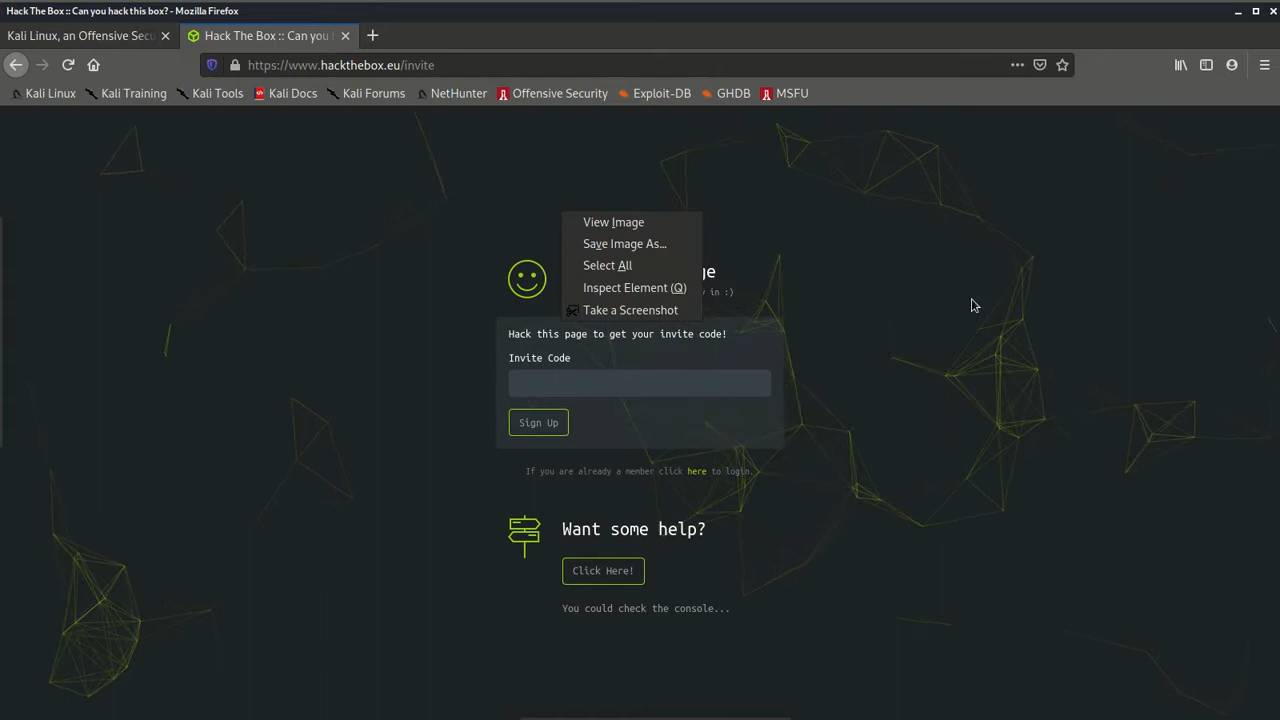 Hack The Box :: Can you hack this box? - Mozilla Firefox
Kali Linux, an Offensive Secu
Hack The Box :: Can you h
https://www.hackthebox.eu/invite
Kali Linux Kali Training Kali Tools Kali Docs Kali Forums NetHunter Offensive Security Exploit-DB GHDB MSFU
View Image
Save Image As...
Select All
Inspect Element (Q)
Take a Screenshot
ge
in :)
Hack this page to get your invite code!
Invite Code
Sign Up
If you are already a member click here to login.
Want some help?
Click Here!
You could check the console...